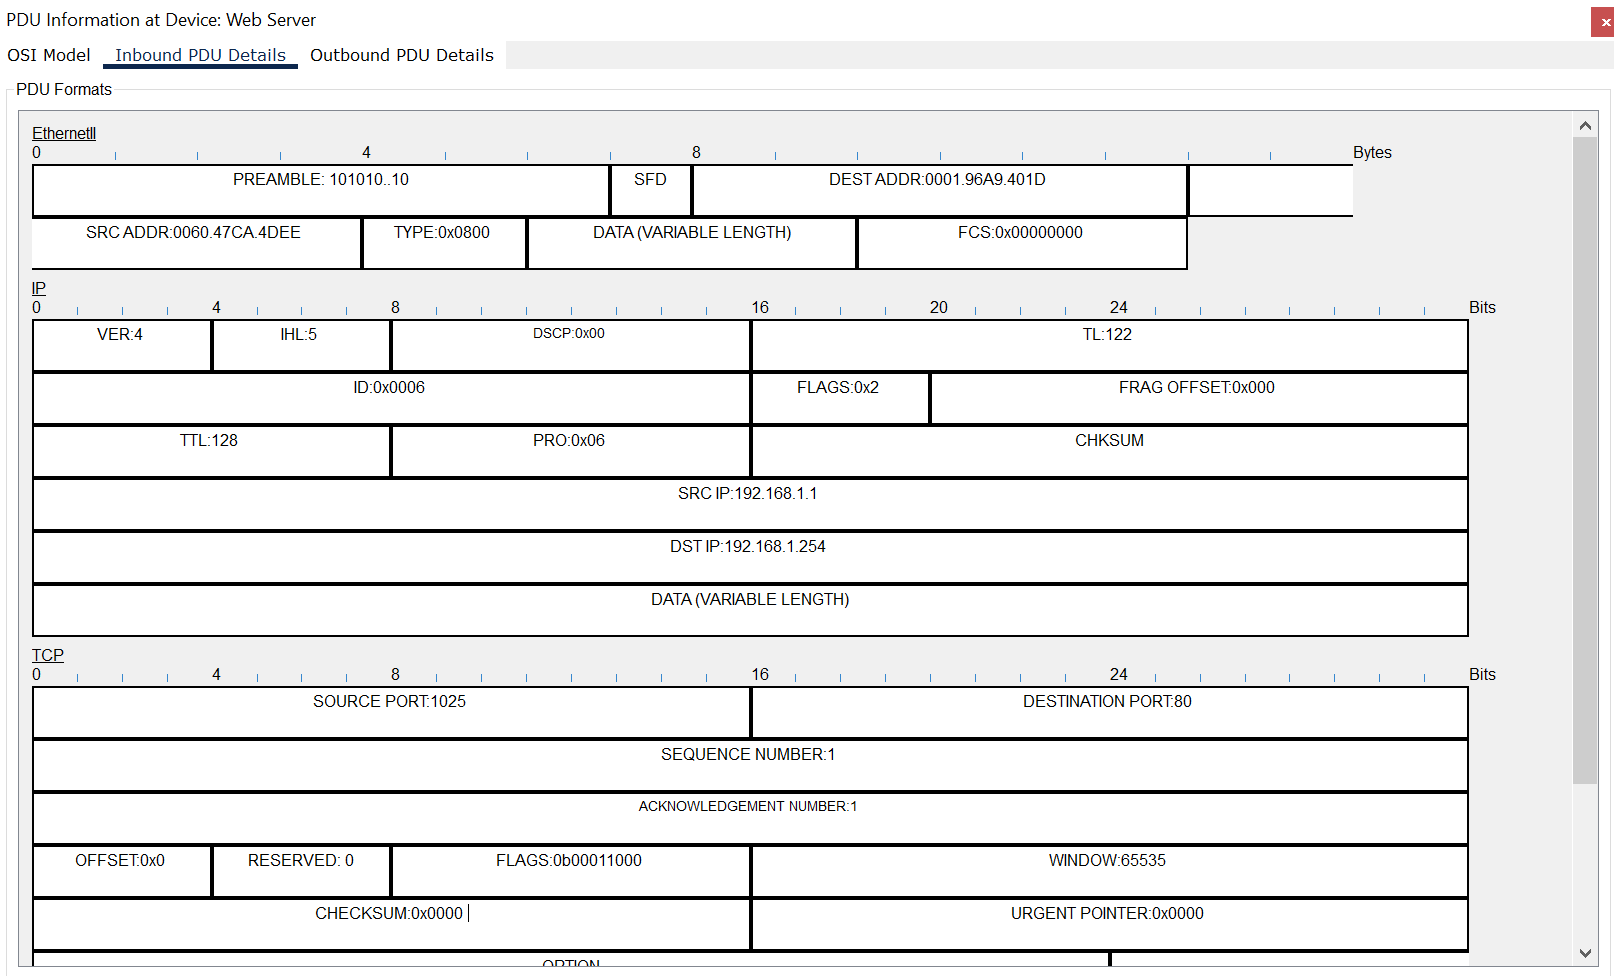 PDU Information at Device: Web Server
OSI Model Inbound PDU Details Outbound PDU Details
PDU Formats
EthernetII
0 4 8 Bytes
PREAMBLE: 101010..10 SFD DEST ADDR:0001.96A9.401D
SRC ADDR:0060.47CA.4DEE TYPE:0x0800 DATA (VARIABLE LENGTH) FCS:0x00000000
IP
0 4 8 16 20 24 Bits
VER:4 IHL:5 DSCP:0x00 TL:122
ID:0x0006 FLAGS:0x2 FRAG OFFSET:0x000
TTL:128 PRO:0x06 CHKSUM
SRC IP:192.168.1.1
DST IP:192.168.1.254
DATA (VARIABLE LENGTH)
TCP
0 4 8 16 24 Bits
SOURCE PORT:1025 DESTINATION PORT:80
SEQUENCE NUMBER:1
ACKNOWLEDGEMENT NUMBER:1
OFFSET:0x0 RESERVED: 0 FLAGS:0b00011000 WINDOW:65535
CHECKSUM:0x0000 URGENT POINTER:0x0000
OPTION